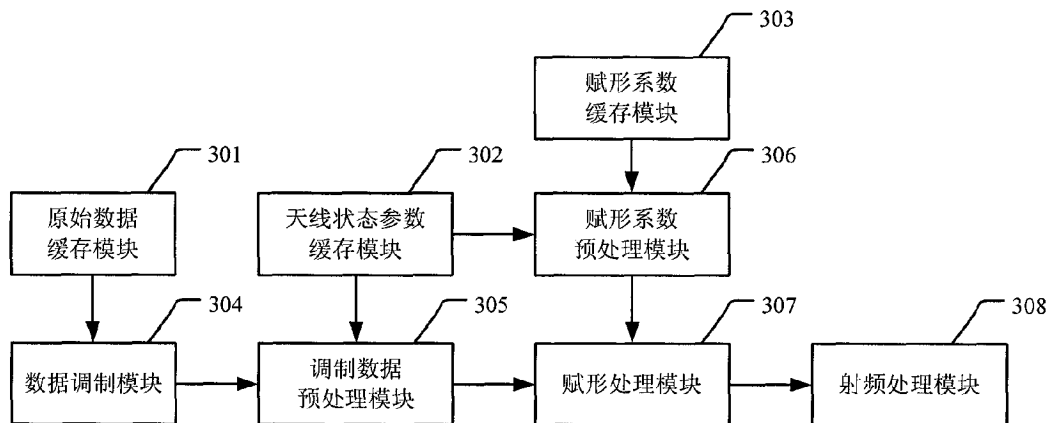 303
赋形系数
缓存模块
301
302
306
原始数据
缓存模块
天线状态参数
缓存模块
赋形系数
预处理模块
304
305
307
308
数据调制模块
调制数据
预处理模块
赋形处理模块
射频处理模块